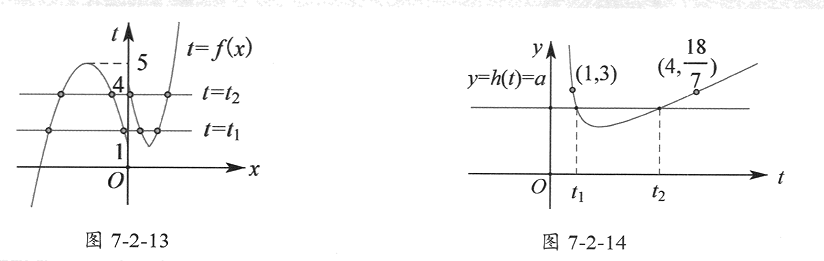 t
5
t=f(x)
4
t=t₂
t=t₁
1
O
x
图 7-2-13
y
y=h(t)=a
(1,3)
(4, 18/7)
O
t₁
t₂
t
图 7-2-14